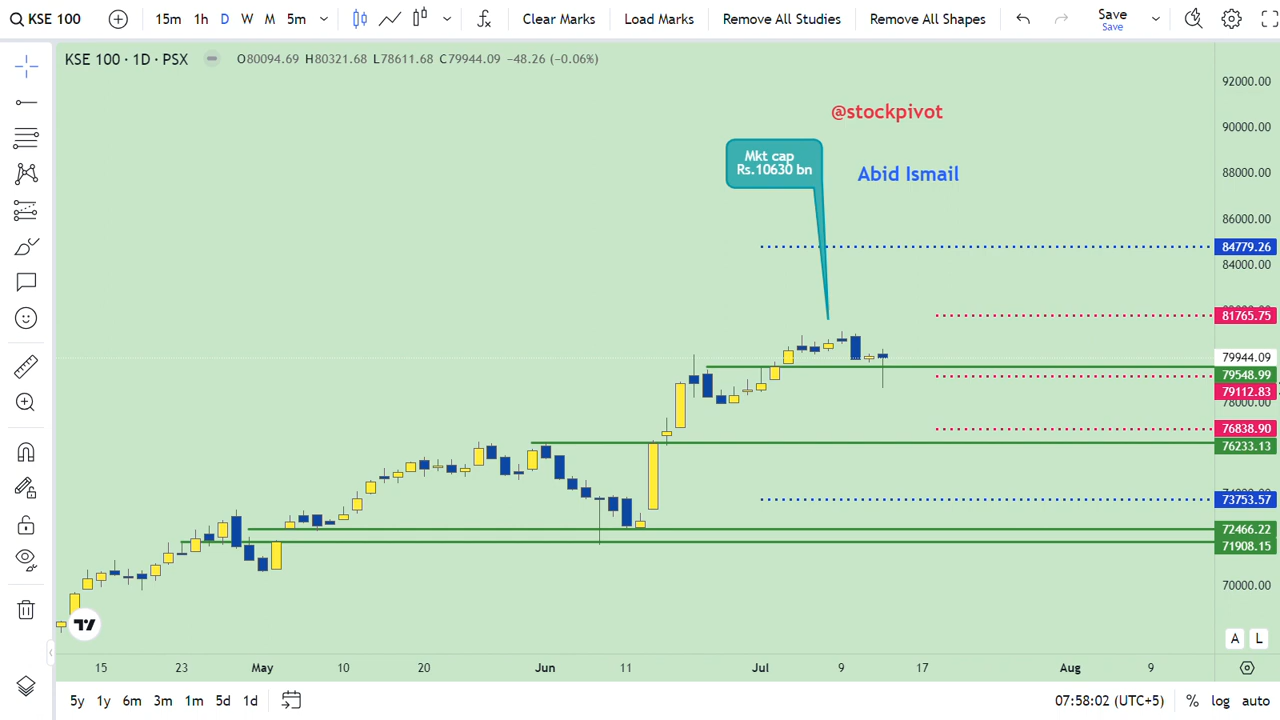 KSE 100 15m 1h D W M 5m Clear Marks Load Marks Remove All Studies Remove All Shapes Save
Save
KSE 100 · 1D · PSX O80094.69 H80321.68 L78611.68 C79944.09 −48.26 (−0.06%)
92000.00
@stockpivot
90000.00
Mkt cap
Rs.10630 bn
Abid Ismail
88000.00
86000.00
84779.26
84000.00
81765.75
79944.09
79548.99
79112.83
78000.00
76838.90
76233.13
73753.57
72466.22
71908.15
70000.00
A L
15 23 May 10 20 Jun 11 Jul 9 17 Aug 9
5y 1y 6m 3m 1m 5d 1d 07:58:02 (UTC+5) % log auto